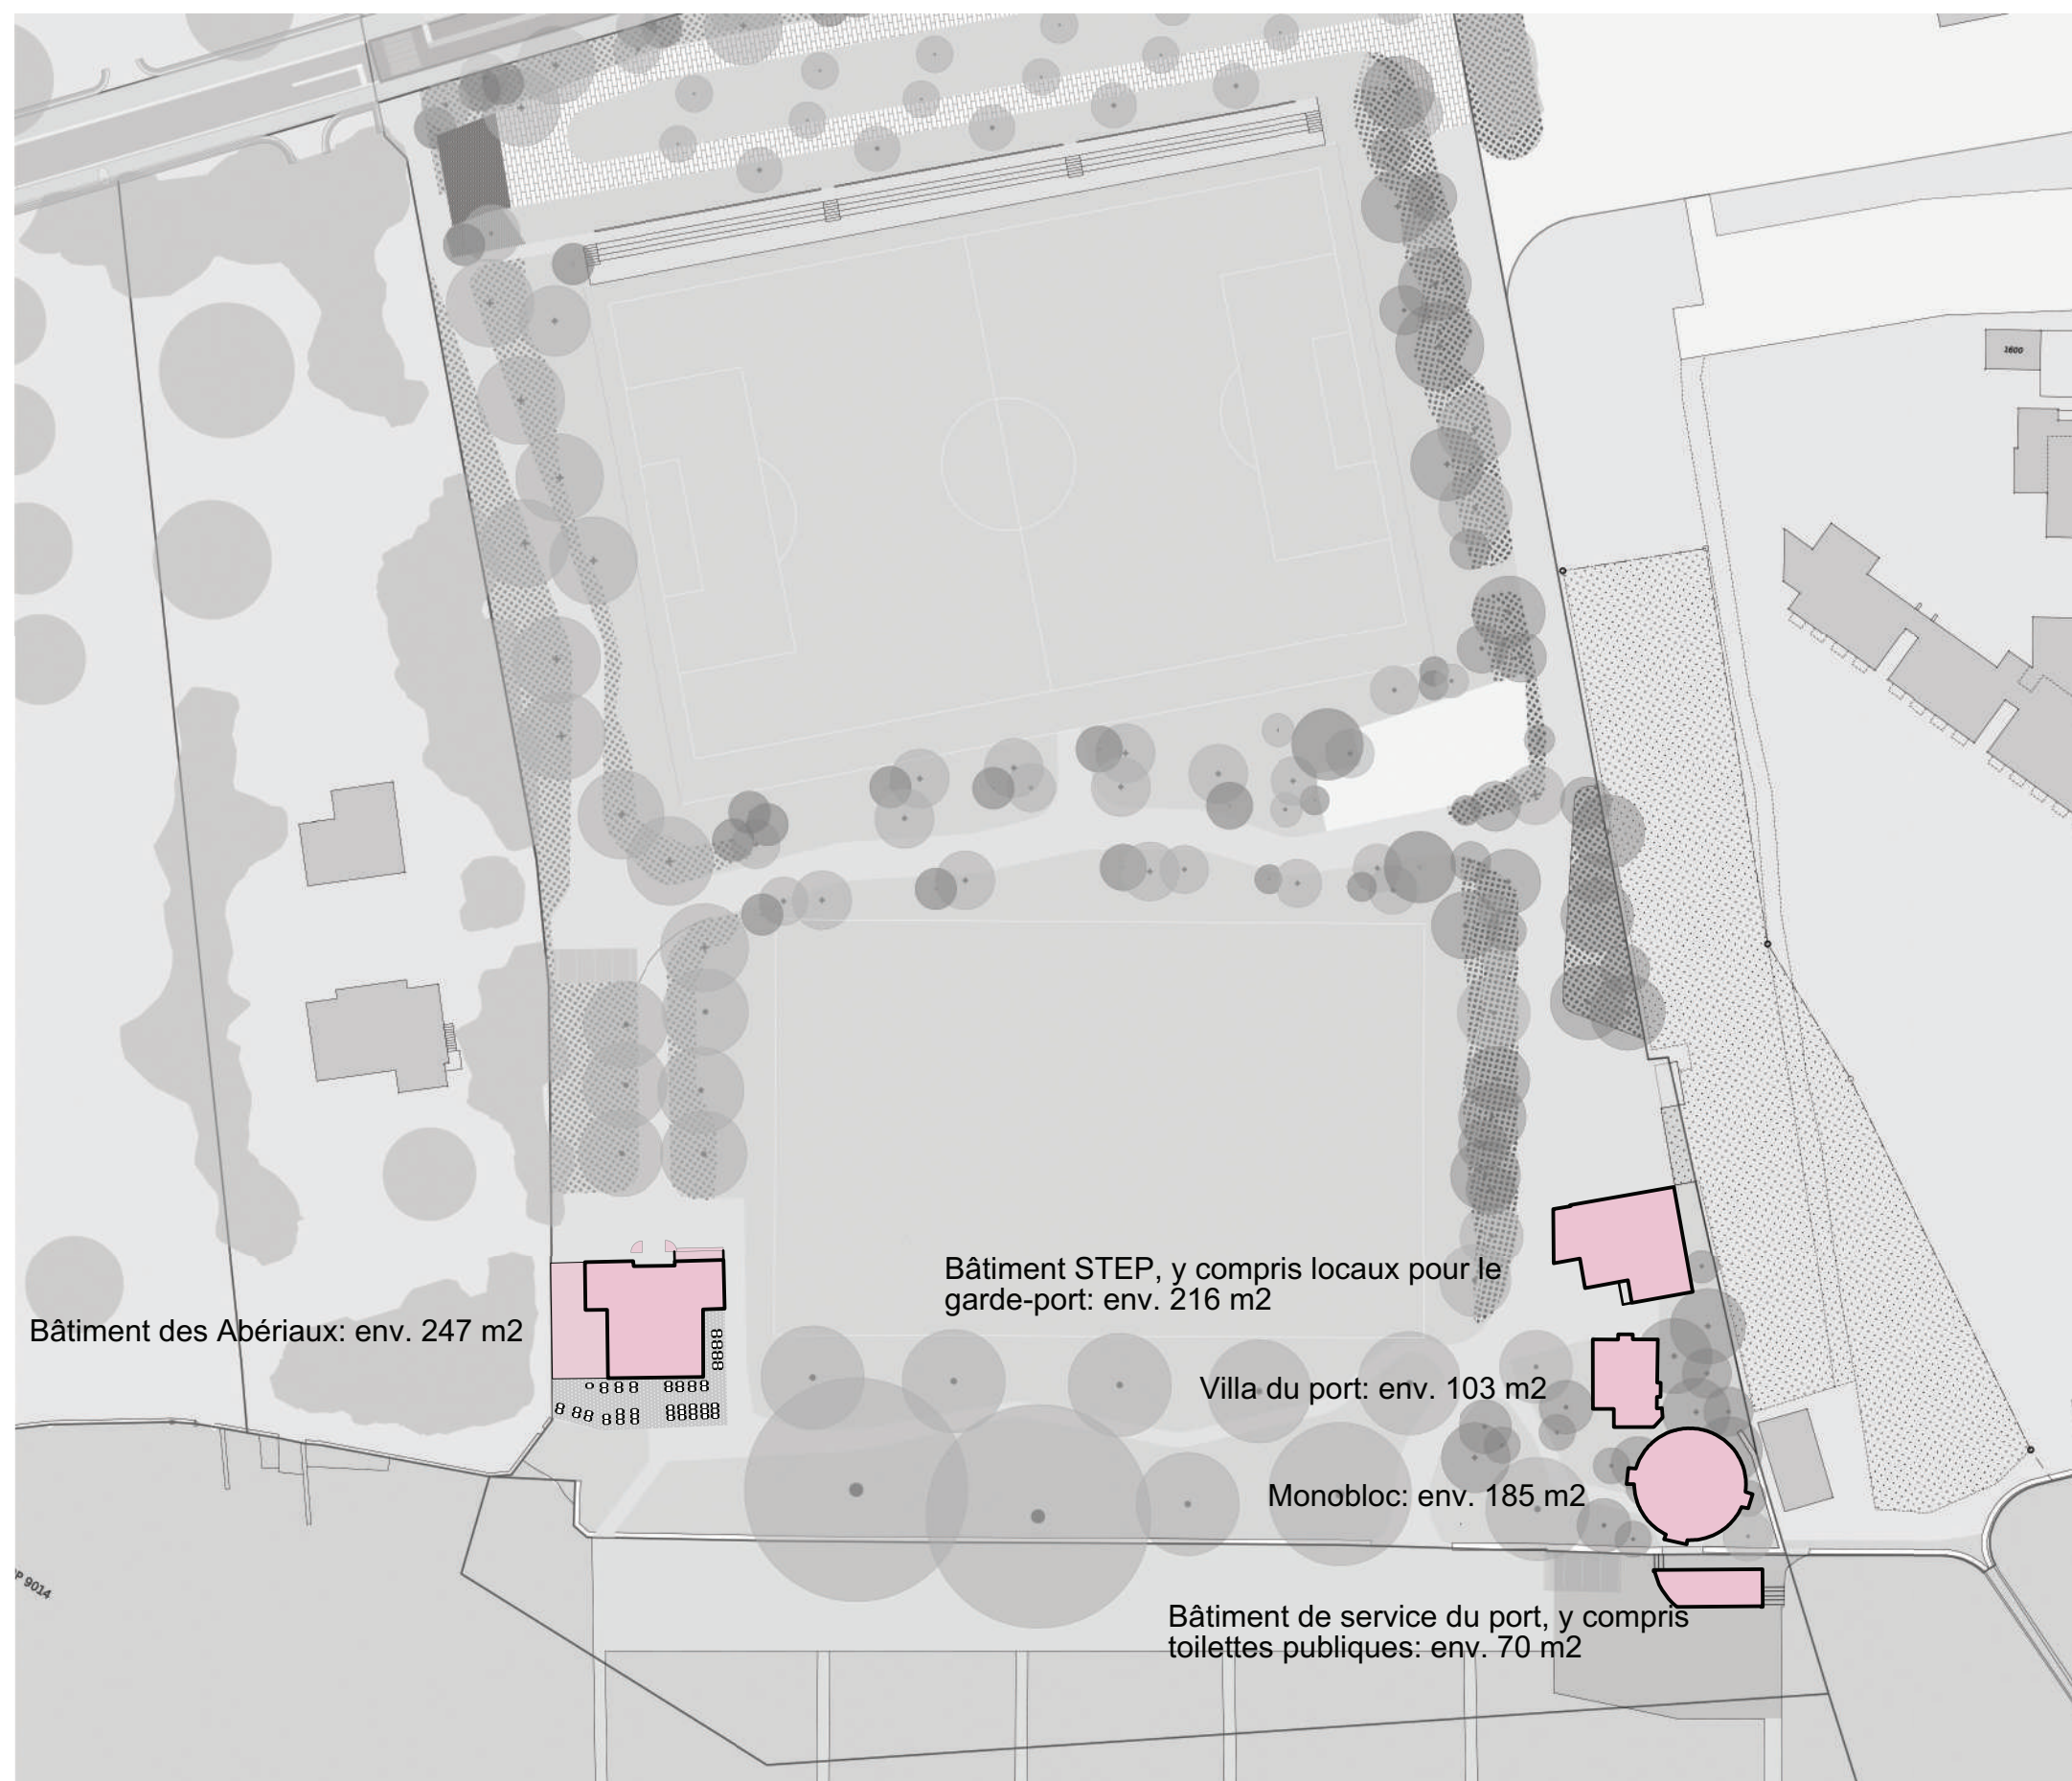 1600
Bâtiment STEP, y compris locaux pour le
garde-port: env. 216 m2
Bâtiment des Abériaux: env. 247 m2
Villa du port: env. 103 m2
Monobloc: env. 185 m2
Bâtiment de service du port, y compris
toilettes publiques: env. 70 m2
P 9014